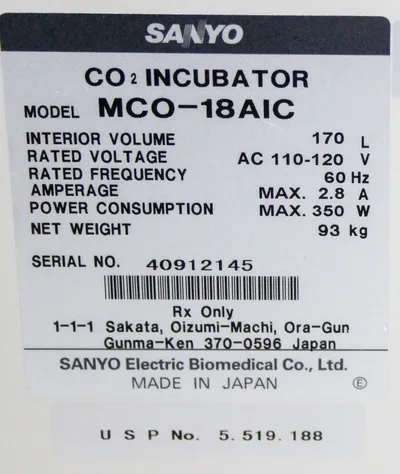 SANYO
CO2 INCUBATOR
MODEL MCO-18AIC
INTERIOR VOLUME 170 L
RATED VOLTAGE AC 110-120 V
RATED FREQUENCY 60 Hz
AMPERAGE MAX. 2.8 A
POWER CONSUMPTION MAX. 350 W
NET WEIGHT 93 kg
SERIAL NO. 40912145
Rx Only
1-1-1 Sakata, Oizumi-Machi, Ora-Gun
Gunma-Ken 370-0596 Japan
SANYO Electric Biomedical Co., Ltd.
MADE IN JAPAN Ⓔ
U S P No. 5.519.188